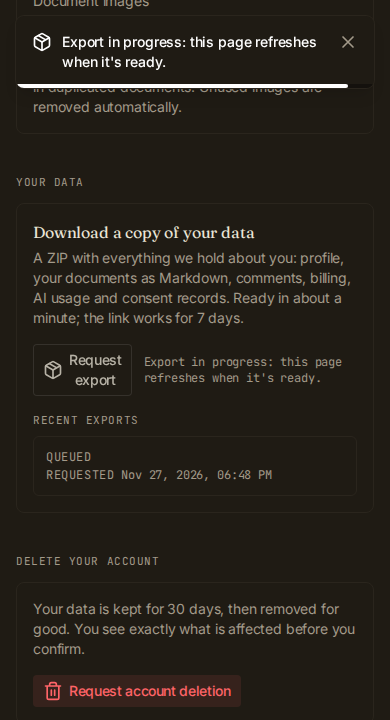 Document images
Export in progress: this page refreshes
when it's ready.
in duplicated documents. Unused images are
removed automatically.
YOUR DATA
Download a copy of your data
A ZIP with everything we hold about you: profile,
your documents as Markdown, comments, billing,
AI usage and consent records. Ready in about a
minute; the link works for 7 days.
Request
export
Export in progress: this page
refreshes when it's ready.
RECENT EXPORTS
QUEUED
REQUESTED Nov 27, 2026, 06:48 PM
DELETE YOUR ACCOUNT
Your data is kept for 30 days, then removed for
good. You see exactly what is affected before you
confirm.
Request account deletion